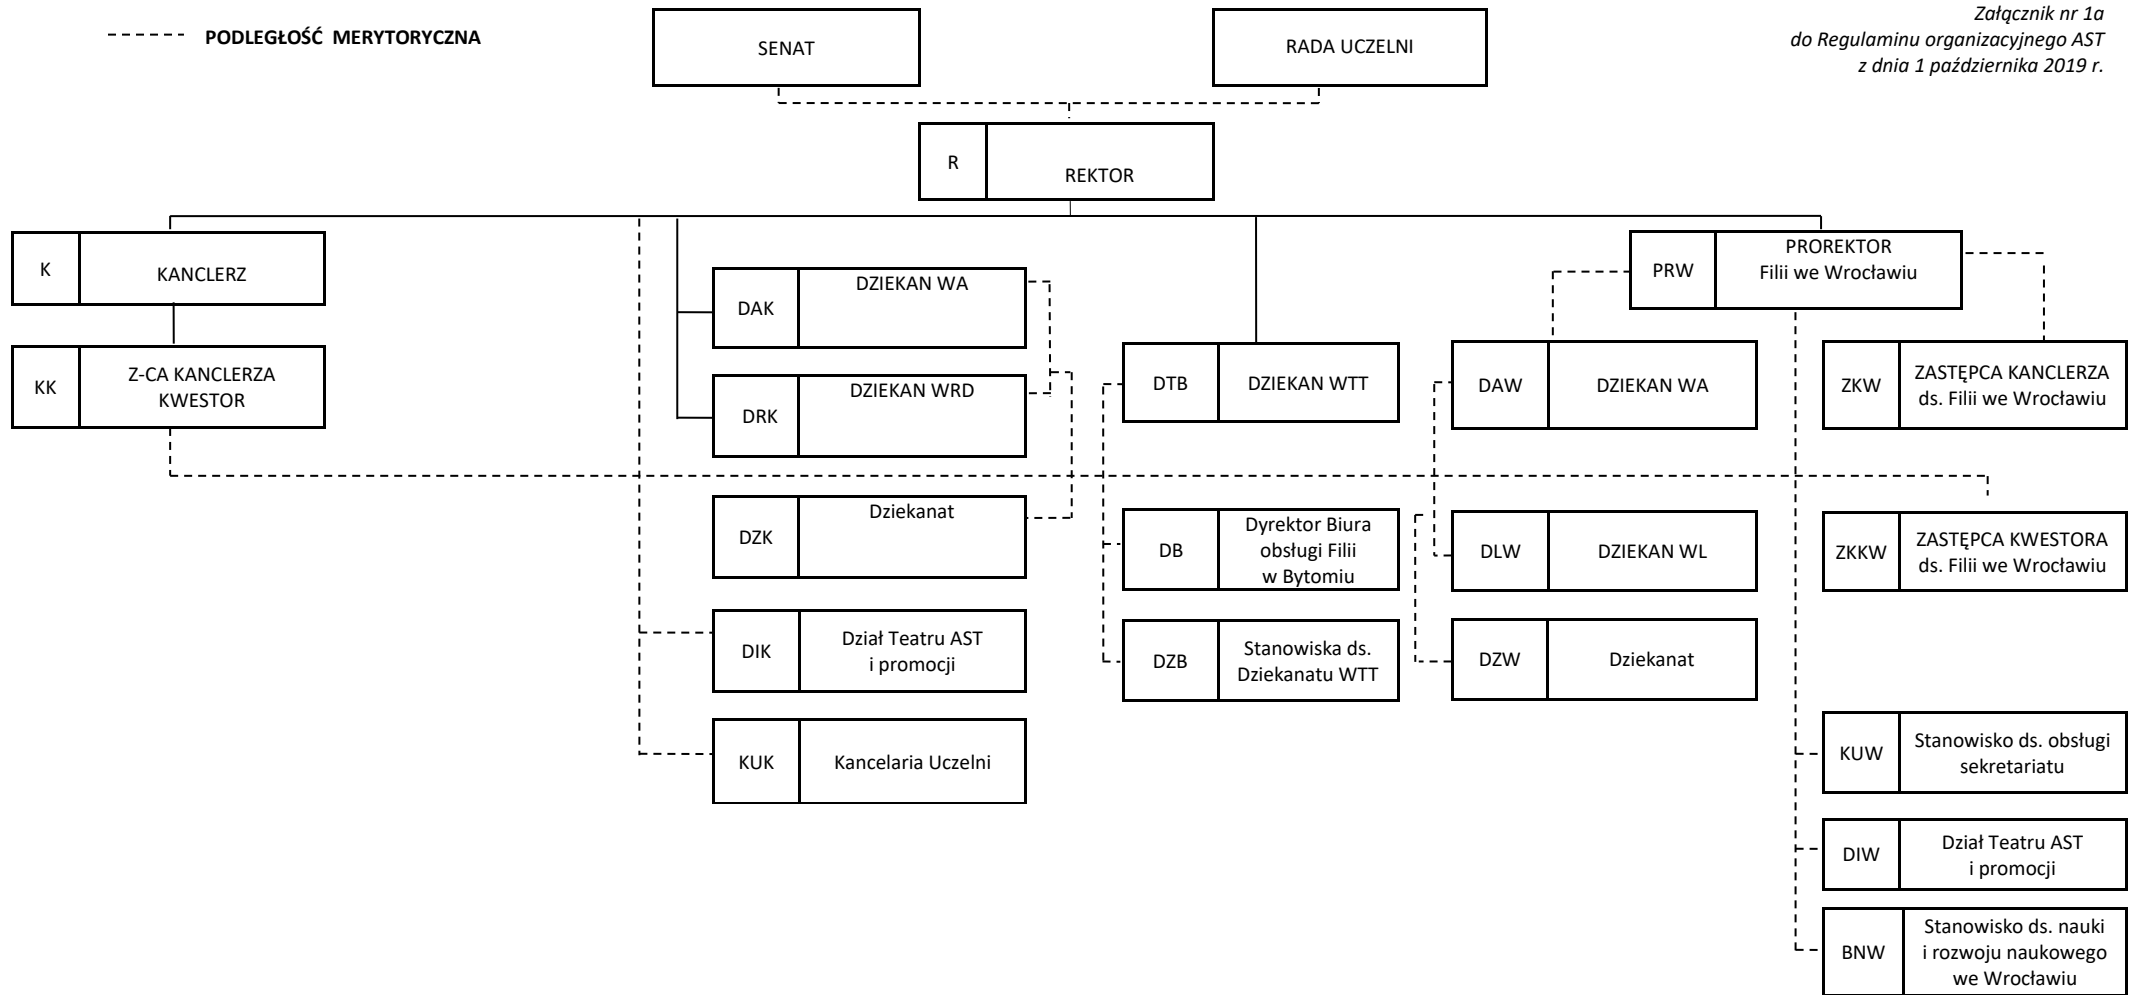 PODLEGŁOŚĆ MERYTORYCZNA
SENAT
RADA UCZELNI
Załącznik nr 1a
do Regulaminu organizacyjnego AST
z dnia 1 października 2019 r.
R
REKTOR
K
KANCLERZ
KK
Z-CA KANCLERZA
KWESTOR
DAK
DZIEKAN WA
DRK
DZIEKAN WRD
DZK
Dziekanat
DIK
Dział Teatru AST
i promocji
KUK
Kancelaria Uczelni
DTB
DZIEKAN WTT
DB
Dyrektor Biura
obsługi Filii
w Bytomiu
DZB
Stanowiska ds.
Dziekanatu WTT
PRW
PROREKTOR
Filii we Wrocławiu
DAW
DZIEKAN WA
DLW
DZIEKAN WL
DZW
Dziekanat
ZKW
ZASTĘPCA KANCLERZA
ds. Filii we Wrocławiu
ZKKW
ZASTĘPCA KWESTORA
ds. Filii we Wrocławiu
KUW
Stanowisko ds. obsługi
sekretariatu
DIW
Dział Teatru AST
i promocji
BNW
Stanowisko ds. nauki
i rozwoju naukowego
we Wrocławiu